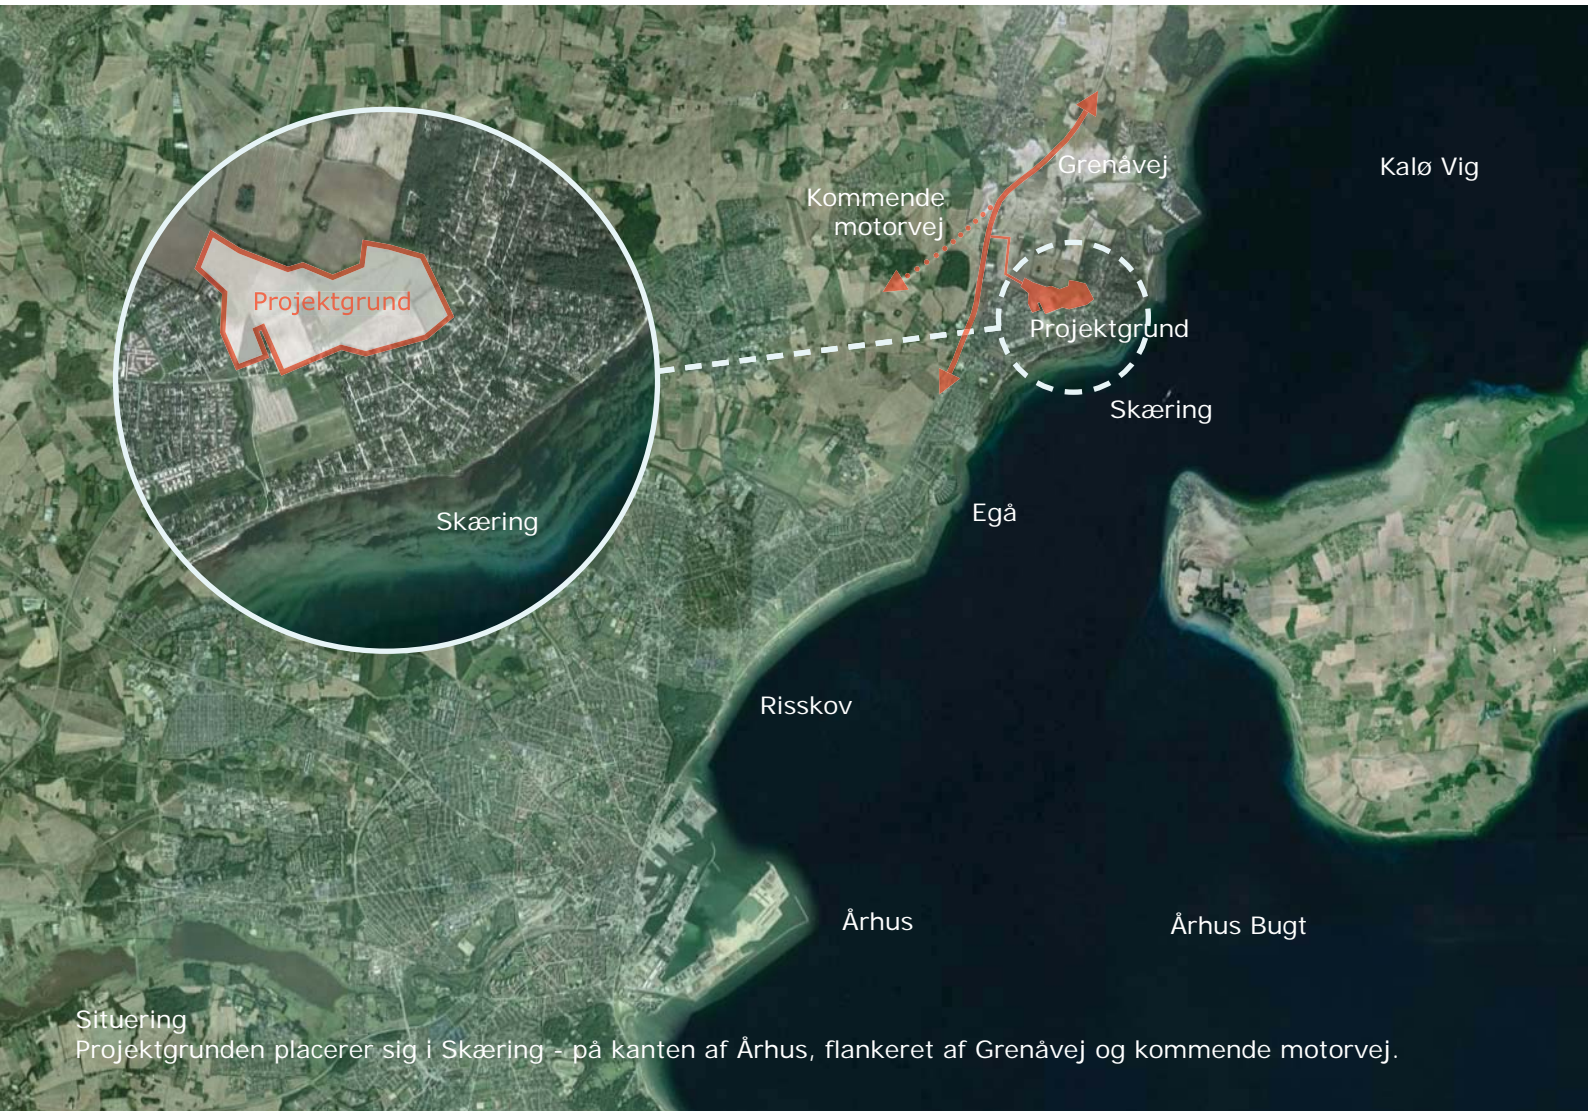 Grenåvej
Kalø Vig
Kommende
motorvej
Projektgrund
Projektgrund
Skæring
Egå
Skæring
Risskov
Århus
Århus Bugt
Situering
Projektgrunden placerer sig i Skæring - på kanten af Århus, flankeret af Grenåvej og kommende motorvej.